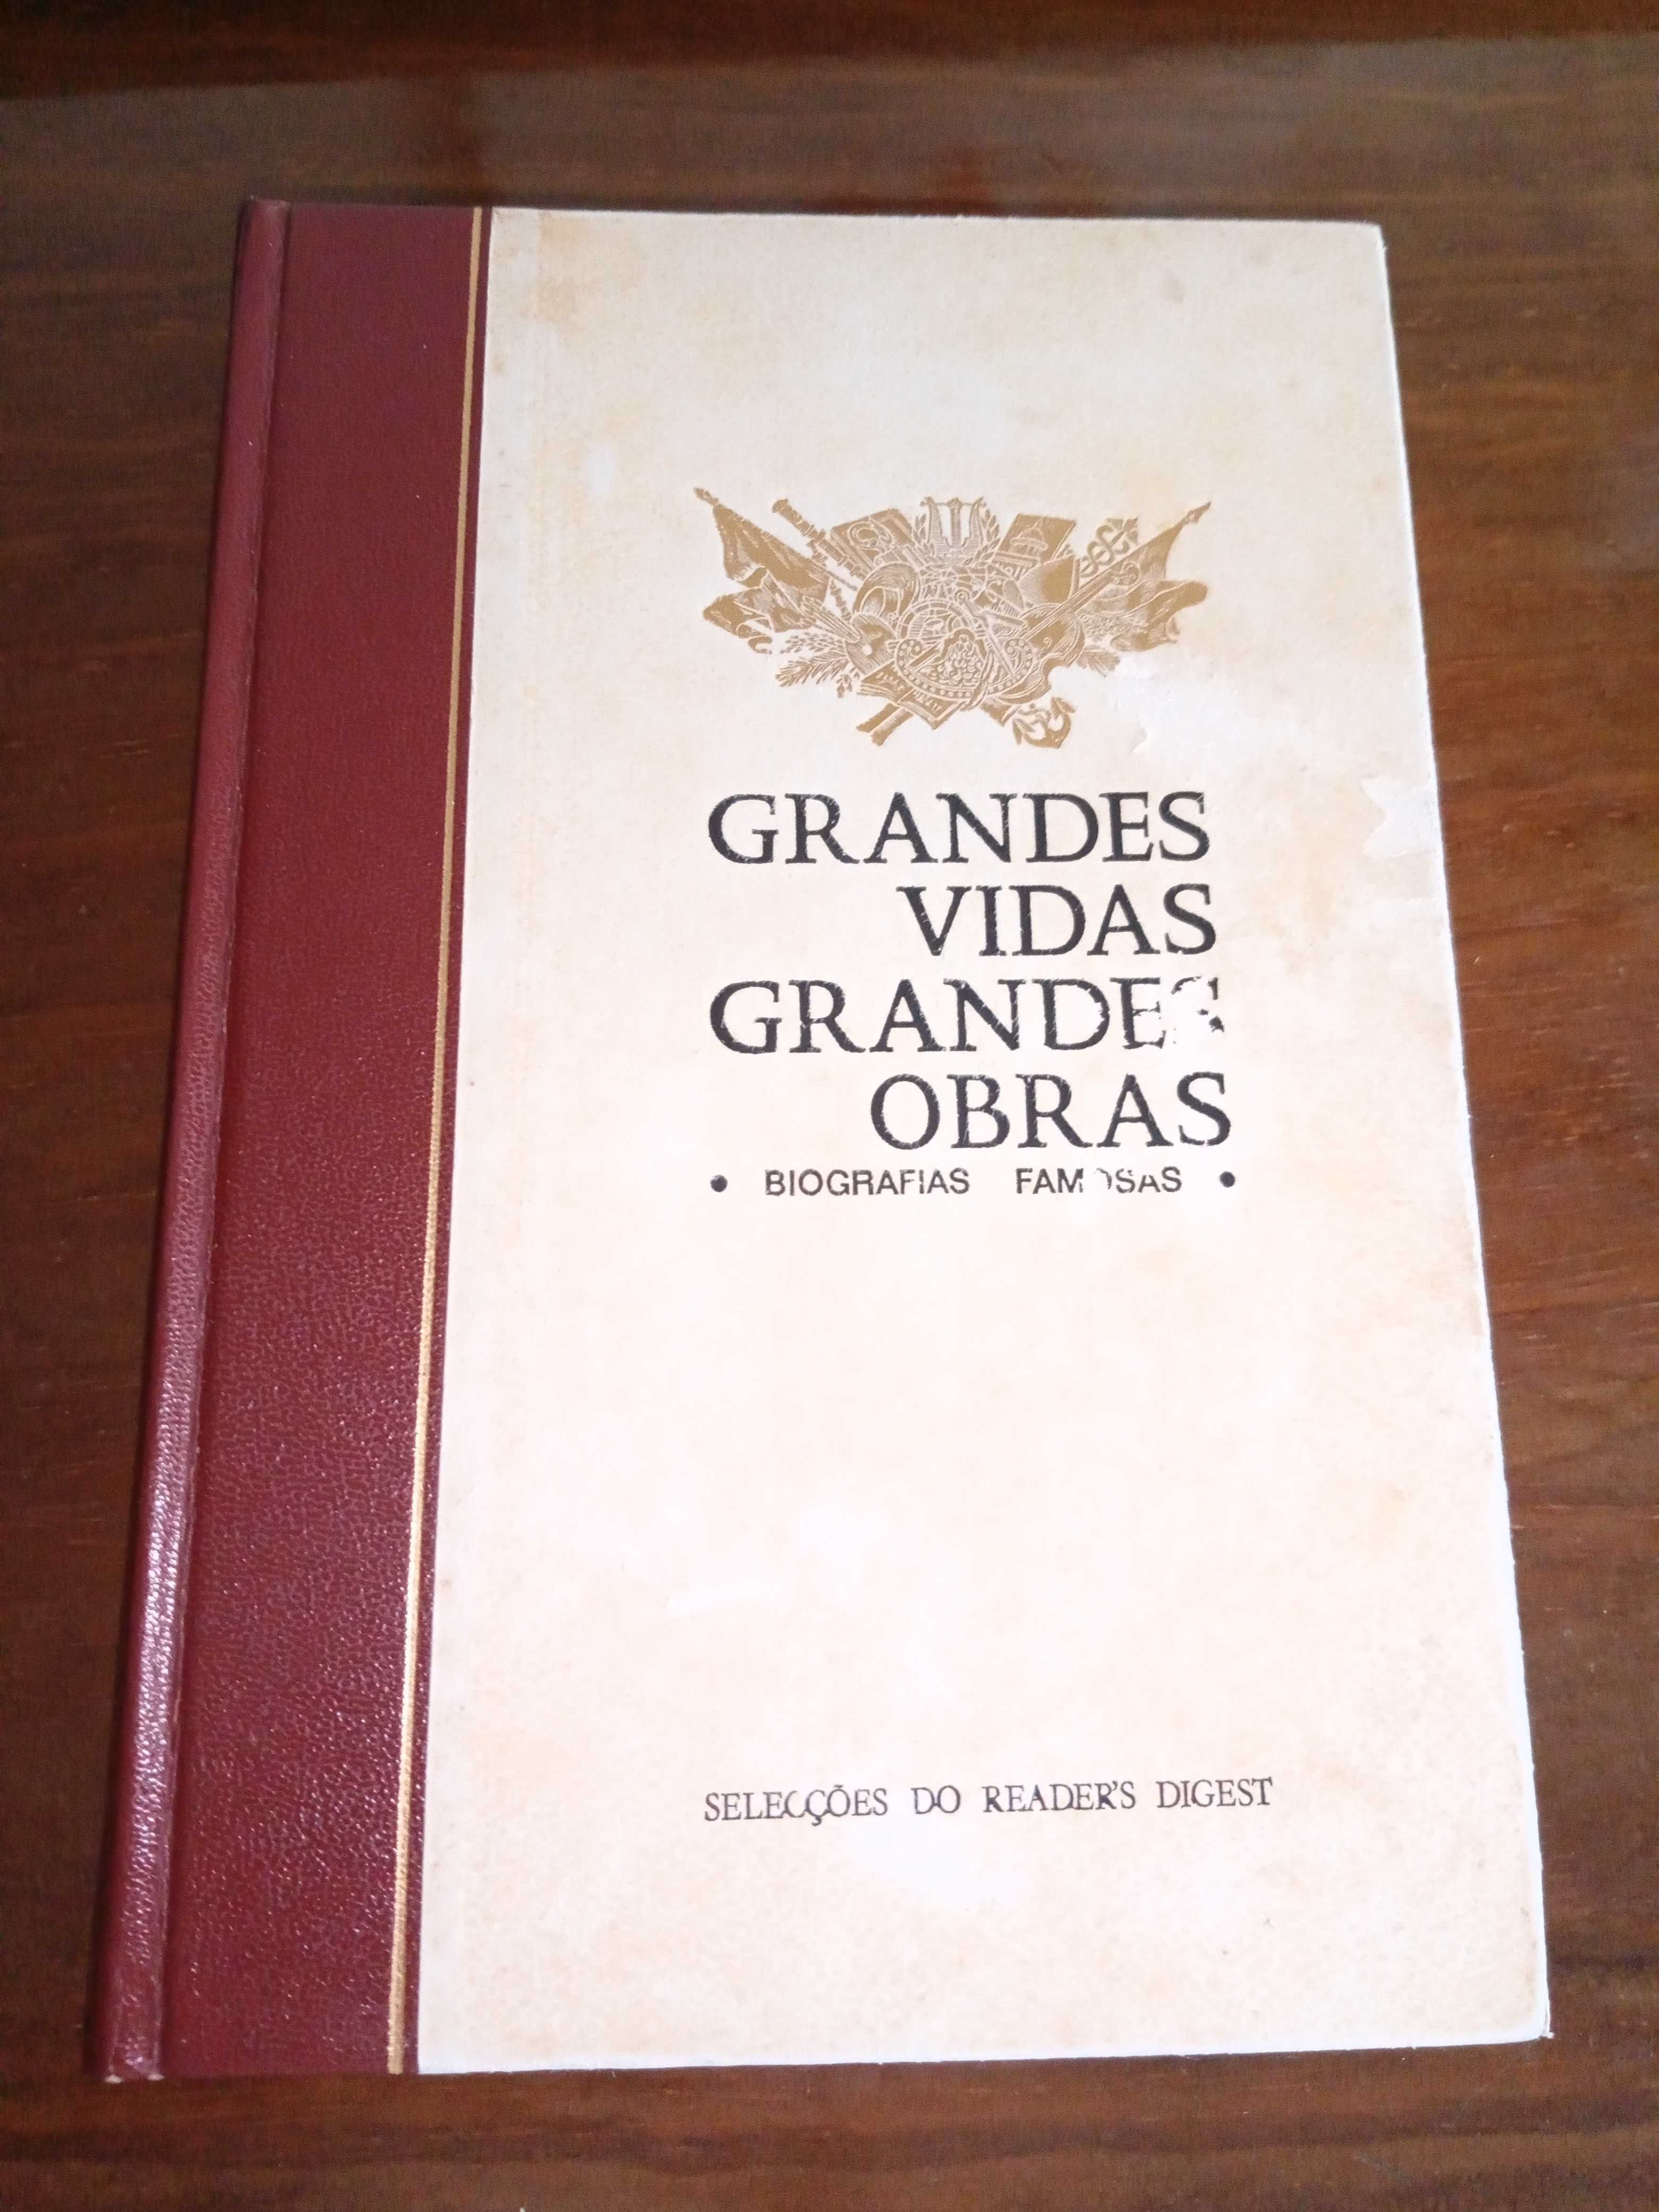 GRANDES
VIDAS
GRANDES
OBRAS
• BIOGRAFIAS FAMOSAS •
SELECÇÕES DO READER'S DIGEST